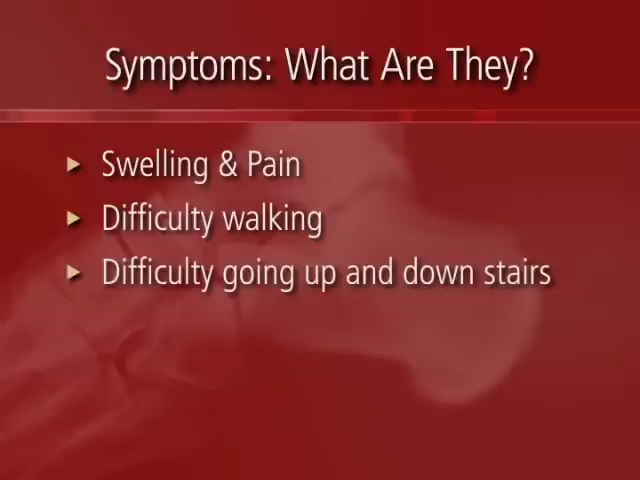 Symptoms: What Are They?
Swelling & Pain
Difficulty walking
Difficulty going up and down stairs